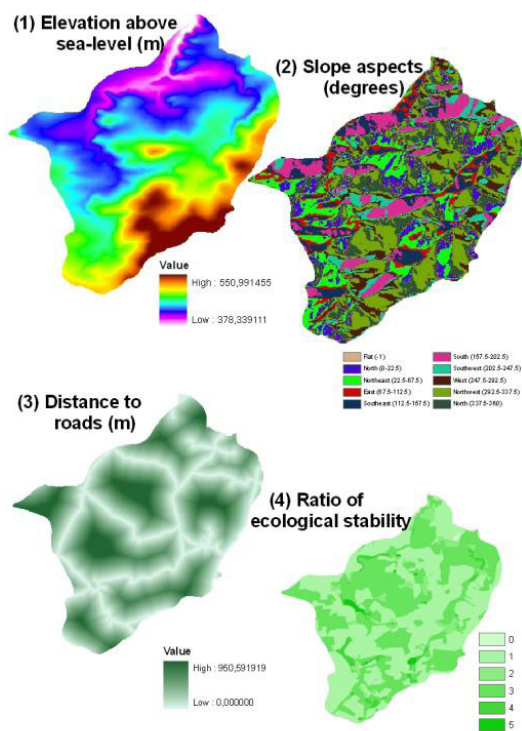 (1) Elevation above
sea-level (m)
(2) Slope aspects
(degrees)
Value
High : 550,991455
Low : 378,339111
Flat (-1)
North (0-22.5)
Northeast (22.5-67.5)
East (67.5-112.5)
Southeast (112.5-157.5)
South (157.5-202.5)
Southwest (202.5-247.5)
West (247.5-292.5)
Northwest (292.5-337.5)
North (337.5-360)
(3) Distance to
roads (m)
(4) Ratio of
ecological stability
Value
High : 950,591919
Low : 0,000000
0
1
2
3
4
5